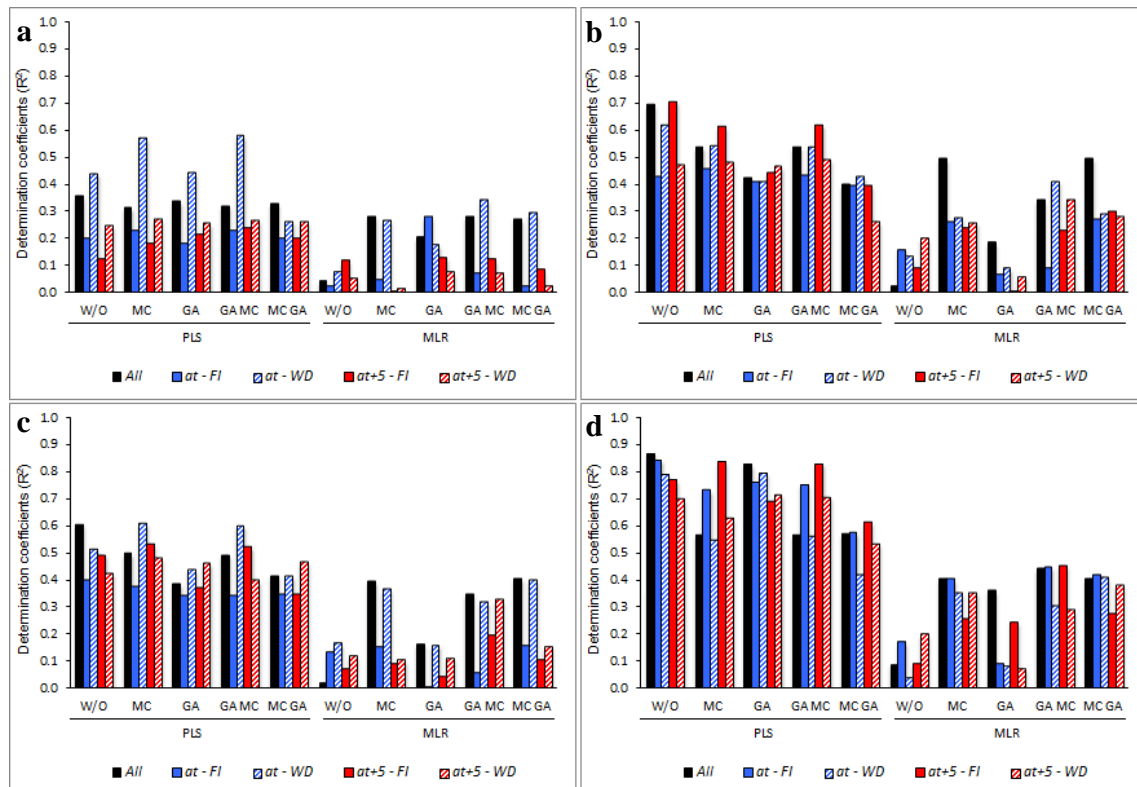 a
Determination coefficients (R²)
1.0
0.9
0.8
0.7
0.6
0.5
0.4
0.3
0.2
0.1
0.0
W/O MC GA GA MC MC GA W/O MC GA GA MC MC GA
PLS MLR
All at - FI at - WD at+5 - FI at+5 - WD
b
Determination coefficients (R²)
1.0
0.9
0.8
0.7
0.6
0.5
0.4
0.3
0.2
0.1
0.0
W/O MC GA GA MC MC GA W/O MC GA GA MC MC GA
PLS MLR
All at - FI at - WD at+5 - FI at+5 - WD
c
Determination coefficients (R²)
1.0
0.9
0.8
0.7
0.6
0.5
0.4
0.3
0.2
0.1
0.0
W/O MC GA GA MC MC GA W/O MC GA GA MC MC GA
PLS MLR
All at - FI at - WD at+5 - FI at+5 - WD
d
Determination coefficients (R²)
1.0
0.9
0.8
0.7
0.6
0.5
0.4
0.3
0.2
0.1
0.0
W/O MC GA GA MC MC GA W/O MC GA GA MC MC GA
PLS MLR
All at - FI at - WD at+5 - FI at+5 - WD